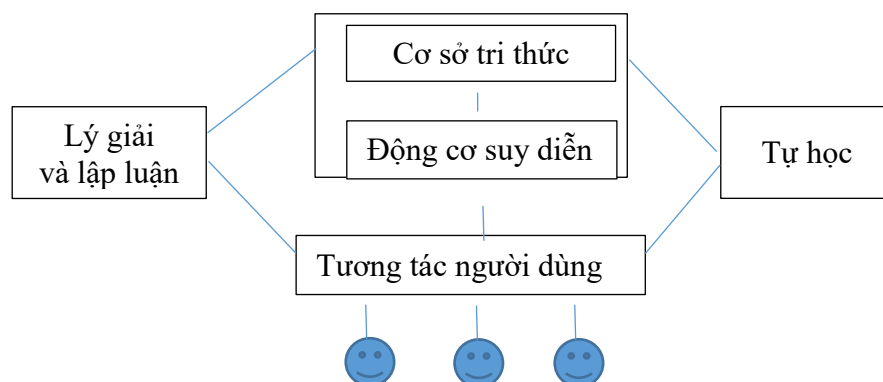 Cơ sở tri thức
Lý giải
và lập luận
Động cơ suy diễn
Tự học
Tương tác người dùng